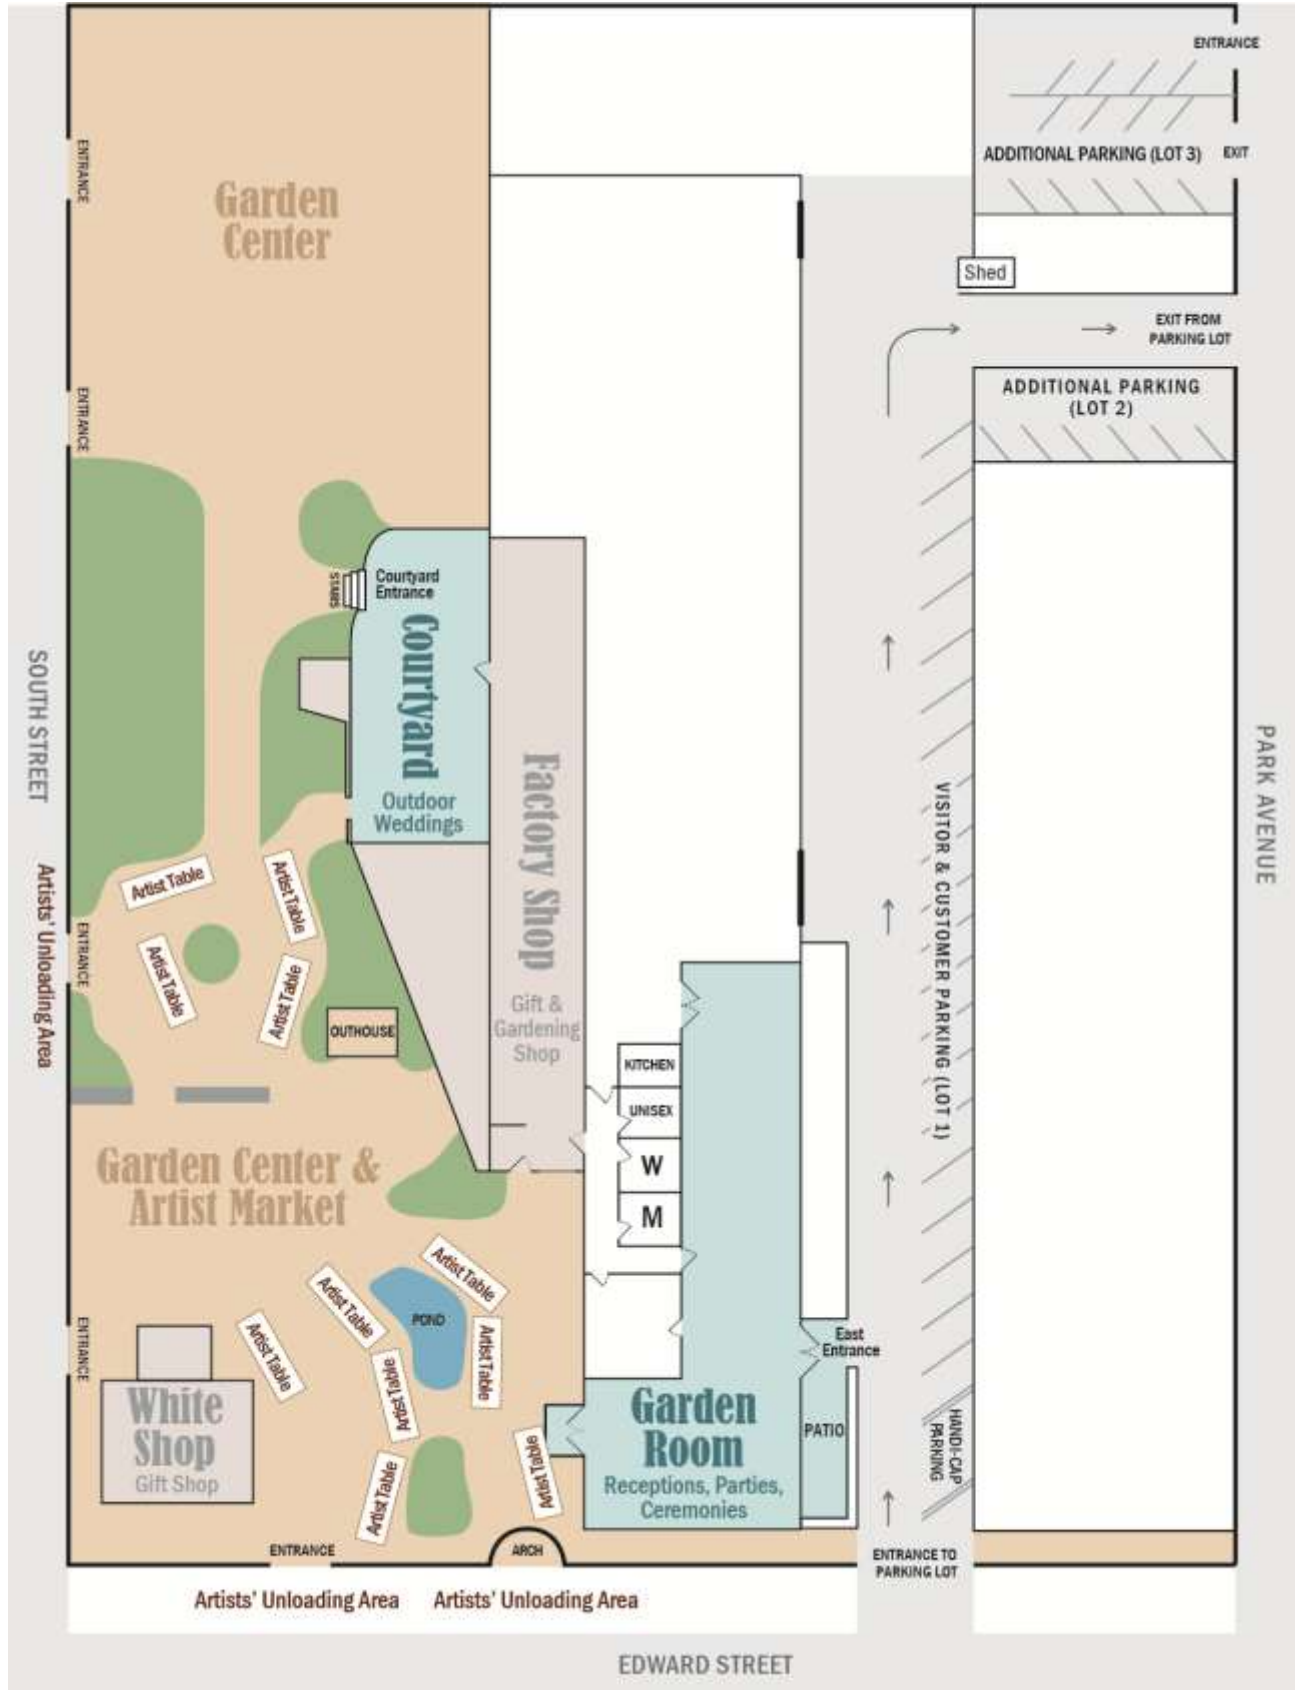 ENTRANCE
ADDITIONAL PARKING (LOT 3)
EXIT
ENTRANCE
Garden
Center
Shed
EXIT FROM
PARKING LOT
ADDITIONAL PARKING
(LOT 2)
ENTRANCE
STAIRS
Courtyard
Entrance
Courtyard
Outdoor
Weddings
SOUTH STREET
PARK AVENUE
VISITOR & CUSTOMER PARKING (LOT 1)
Factory Shop
Gift &
Gardening
Shop
Artists' Unloading Area
ENTRANCE
Artist Table
Artist Table
Artist Table
Artist Table
OUTHOUSE
KITCHEN
UNISEX
W
M
Garden Center &
Artist Market
Artist Table
Artist Table
Artist Table
POND
Artist Table
Artist Table
ENTRANCE
East
Entrance
White
Shop
Gift Shop
Artist Table
Artist Table
Garden
Room
Receptions, Parties,
Ceremonies
PATIO
HANDI-CAP
PARKING
ENTRANCE
ARCH
ENTRANCE TO
PARKING LOT
Artists' Unloading Area
Artists' Unloading Area
EDWARD STREET